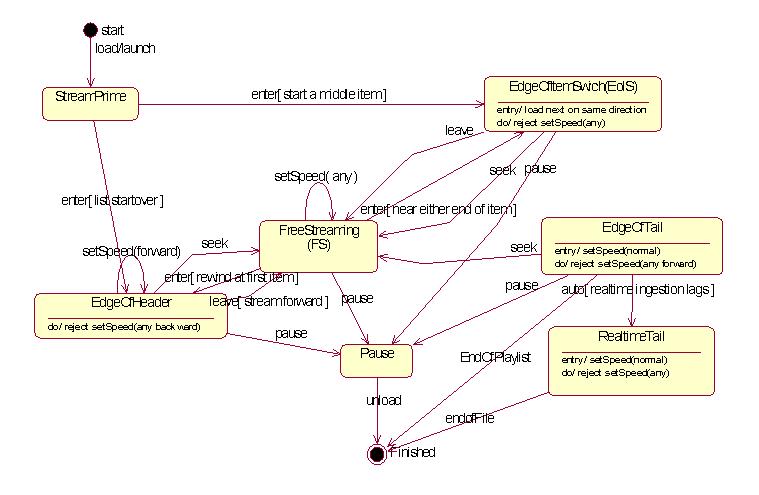 start
load/launch
StreamPrime
enter[ start a middle item ]
EdgeOfItemSwich(EoIS)
entry/ load next on same direction
do/ reject setSpeed(any)
leave
seek
pause
setSpeed( any )
enter[ list startover ]
enter[ near either end of item ]
FreeStreaming
(FS)
EdgeOfTail
entry/ setSpeed(normal)
do/ reject setSpeed(any forward)
setSpeed(forward)
seek
seek
enter[ rewind at first item ]
leave[ stream forward ]
EdgeOfHeader
do/ reject setSpeed(any backward)
pause
pause
auto[ realtime ingestion lags ]
pause
RealtimeTail
entry/ setSpeed(normal)
do/ reject setSpeed(any)
Pause
EndOfPlaylist
unload
endofFile
Finished